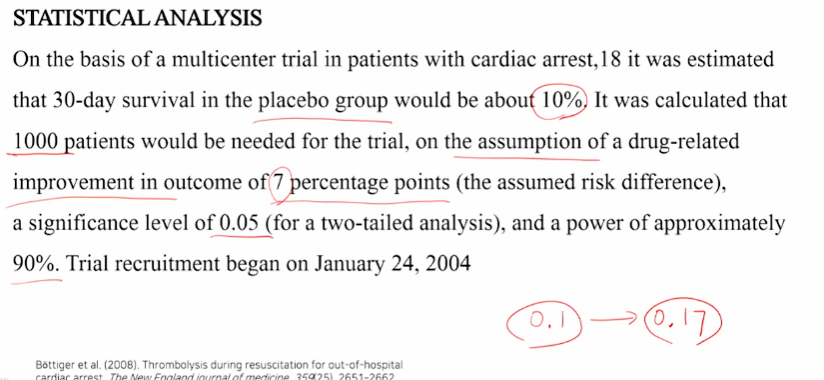 STATISTICAL ANALYSIS
On the basis of a multicenter trial in patients with cardiac arrest,18 it was estimated
that 30-day survival in the placebo group would be about 10%. It was calculated that
1000 patients would be needed for the trial, on the assumption of a drug-related
improvement in outcome of 7 percentage points (the assumed risk difference),
a significance level of 0.05 (for a two-tailed analysis), and a power of approximately
90%. Trial recruitment began on January 24, 2004
0.1 → 0.17
Böttiger et al. (2008). Thrombolysis during resuscitation for out-of-hospital
cardiac arrest. The New England journal of medicine, 359(25), 2651-2662